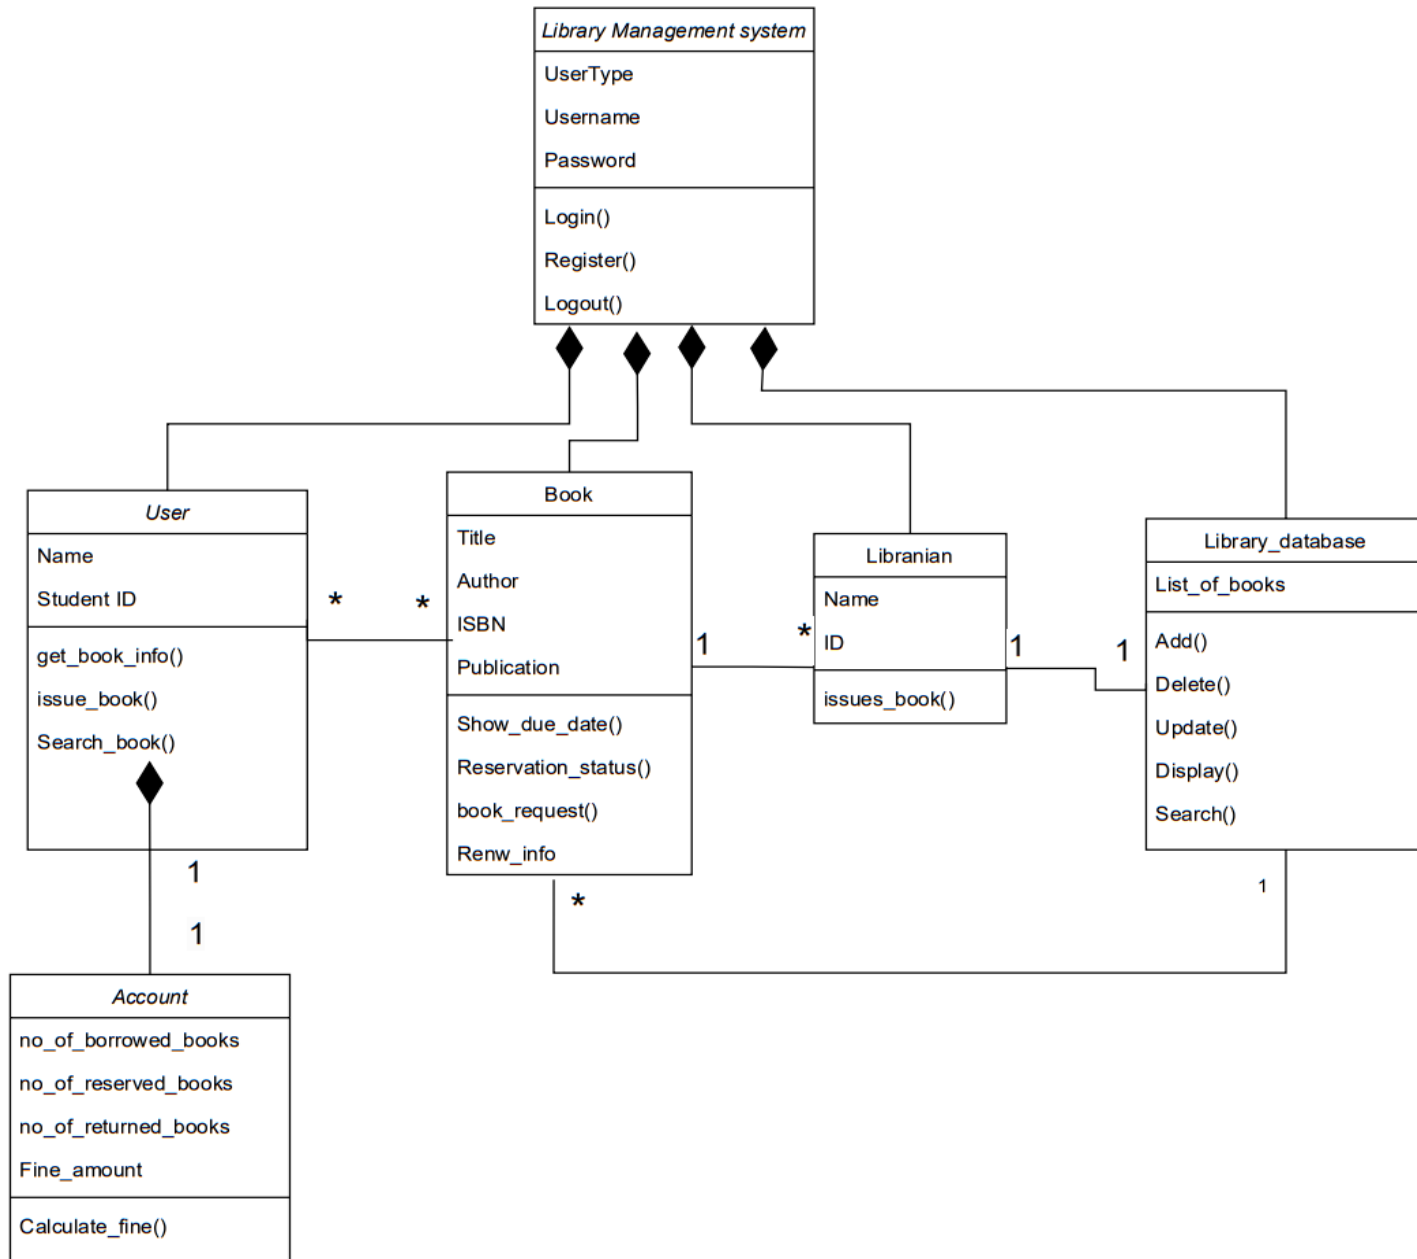 Library Management system
UserType
Username
Password
Login()
Register()
Logout()
User
Name
Student ID
get_book_info()
issue_book()
Search_book()
* *
Book
Title
Author
ISBN
Publication
Show_due_date()
Reservation_status()
book_request()
Renw_info
1 *
Libranian
Name
ID
issues_book()
1 1
Library_database
List_of_books
Add()
Delete()
Update()
Display()
Search()
1
*
1
1
Account
no_of_borrowed_books
no_of_reserved_books
no_of_returned_books
Fine_amount
Calculate_fine()